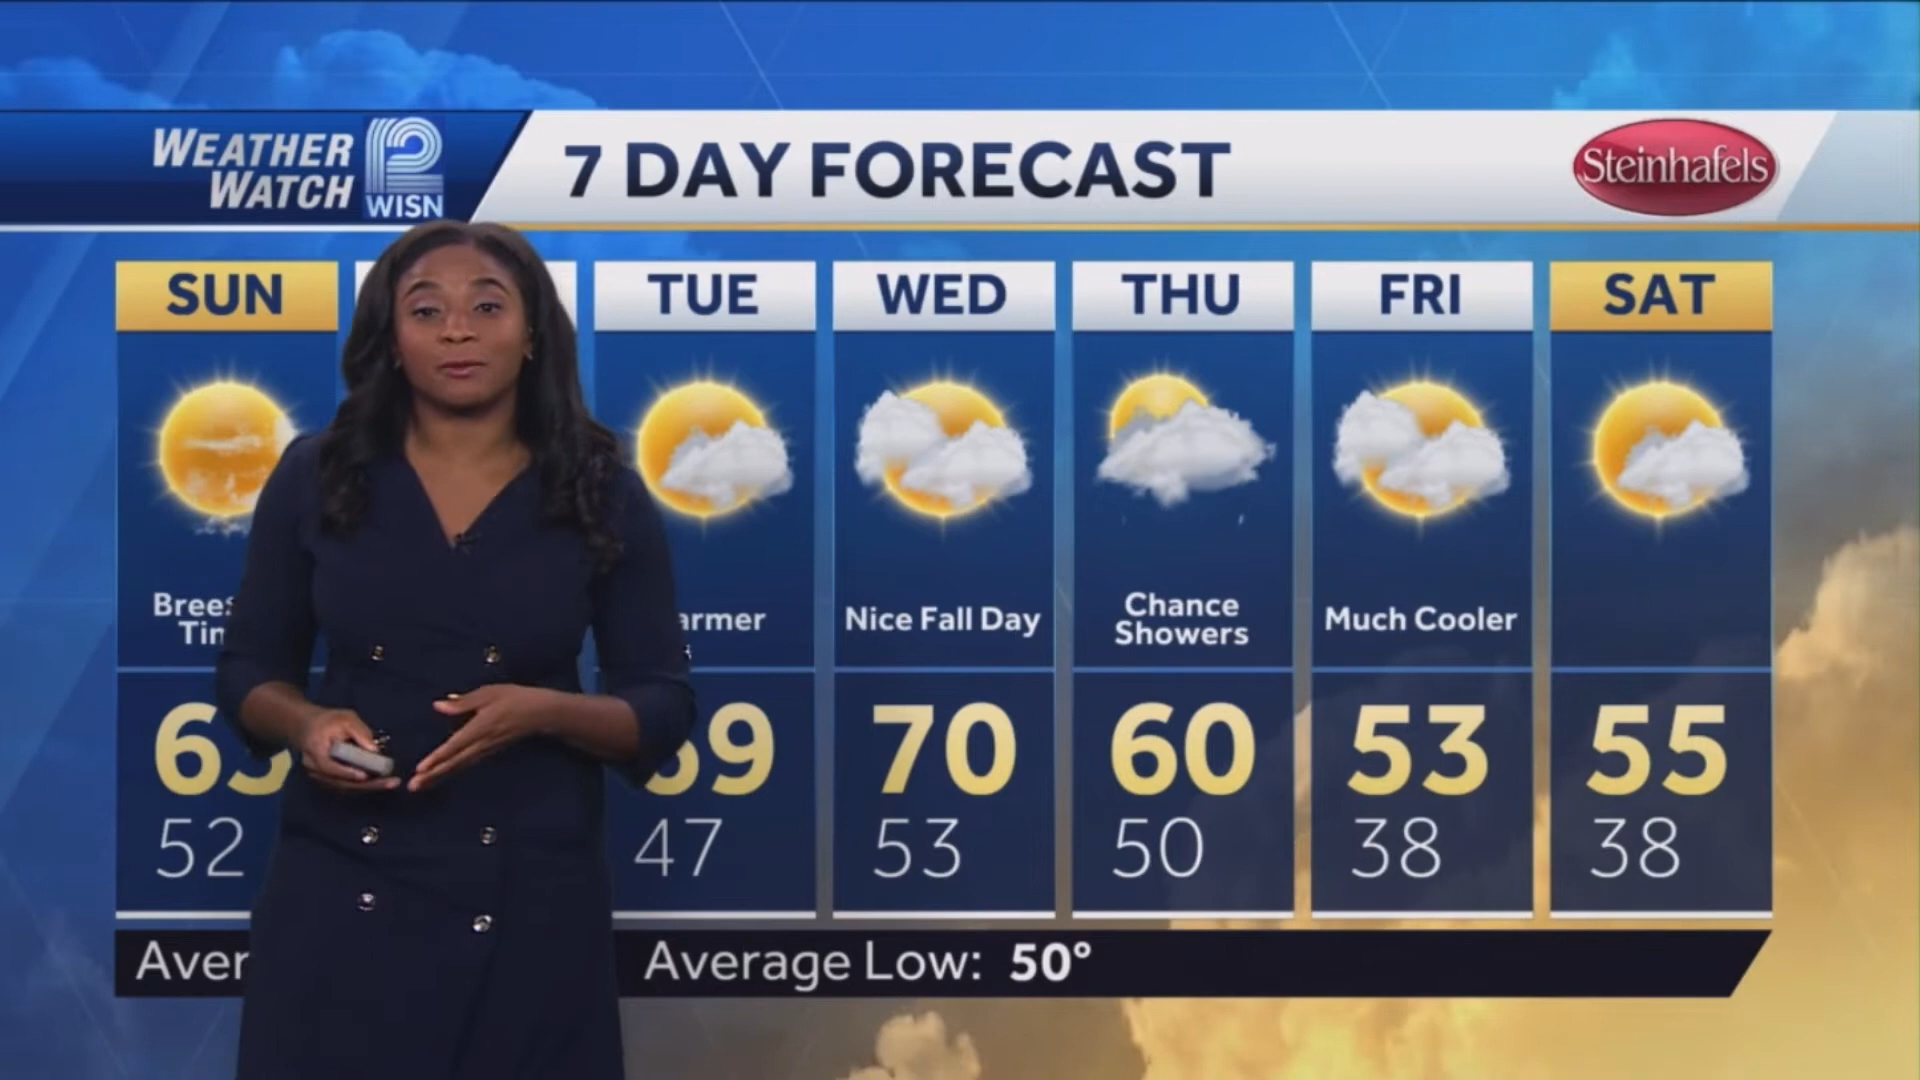 WEATHER
WATCH
12
WISN
7 DAY FORECAST
Steinhafels
SUN
TUE
WED
THU
FRI
SAT
Nice Fall Day
Chance
Showers
Much Cooler
70
60
53
55
52
47
53
50
38
38
Average Low: 50°